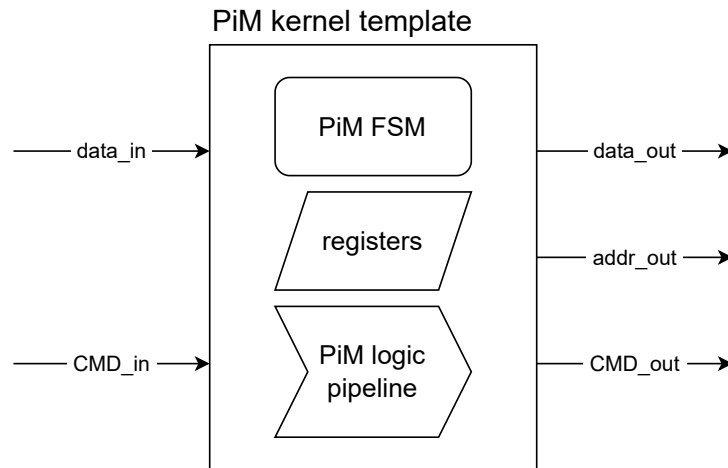 PiM kernel template
PiM FSM
data_in
data_out
registers
addr_out
CMD_in
PiM logic
pipeline
CMD_out